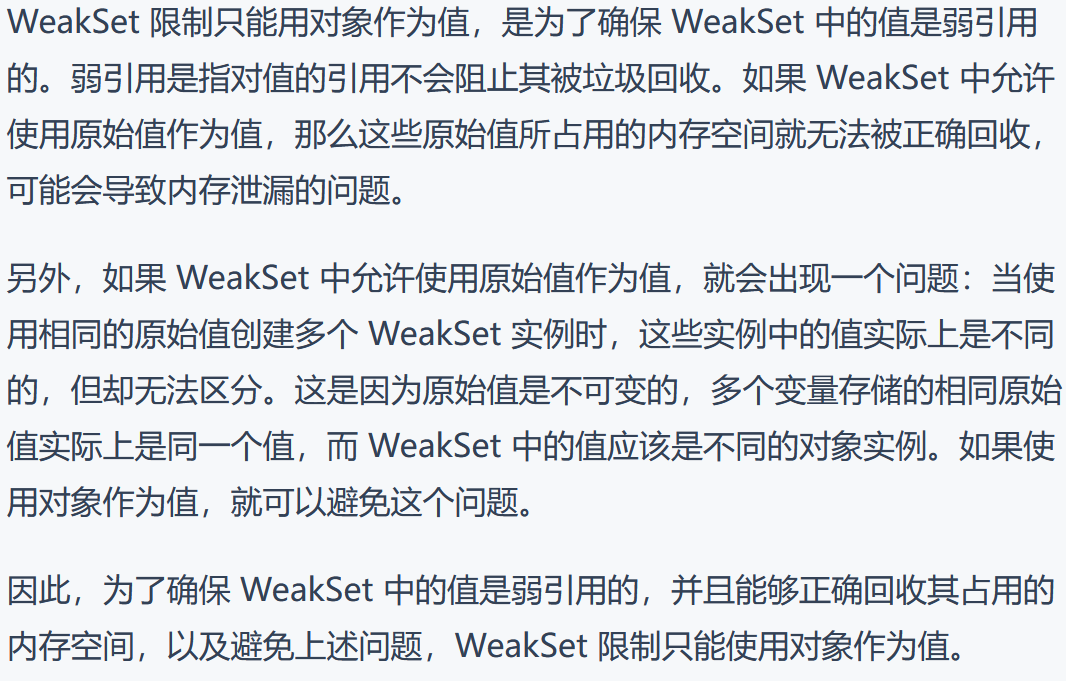 WeakSet 限制只能用对象作为值，是为了确保 WeakSet 中的值是弱引用
的。弱引用是指对值的引用不会阻止其被垃圾回收。如果 WeakSet 中允许
使用原始值作为值，那么这些原始值所占用的内存空间就无法被正确回收，
可能会导致内存泄漏的问题。
另外，如果 WeakSet 中允许使用原始值作为值，就会出现一个问题：当使
用相同的原始值创建多个 WeakSet 实例时，这些实例中的值实际上是不同
的，但却无法区分。这是因为原始值是不可变的，多个变量存储的相同原始
值实际上是同一个值，而 WeakSet 中的值应该是不同的对象实例。如果使
用对象作为值，就可以避免这个问题。
因此，为了确保 WeakSet 中的值是弱引用的，并且能够正确回收其占用的
内存空间，以及避免上述问题，WeakSet 限制只能使用对象作为值。